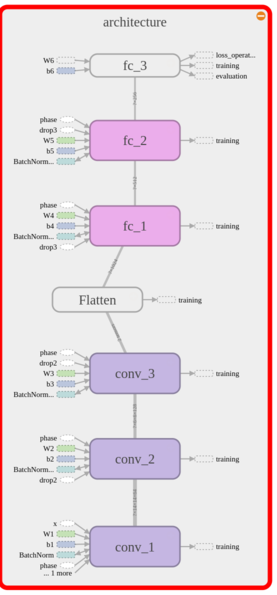 architecture
W6
b6
fc_3
loss_operat...
training
evaluation
phase
drop3
W5
b5
BatchNorm...
fc_2
training
phase
W4
b4
BatchNorm...
drop3
fc_1
training
Flatten
training
phase
drop2
W3
b3
BatchNorm...
conv_3
training
phase
W2
b2
BatchNorm...
drop2
conv_2
training
x
W1
b1
BatchNorm
phase
... 1 more
conv_1
training